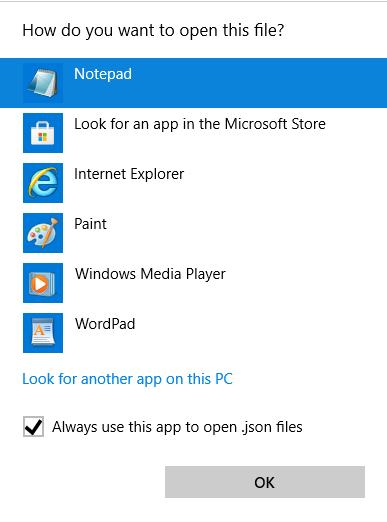 How do you want to open this file?
Notepad
Look for an app in the Microsoft Store
Internet Explorer
Paint
Windows Media Player
WordPad
Look for another app on this PC
Always use this app to open .json files
OK